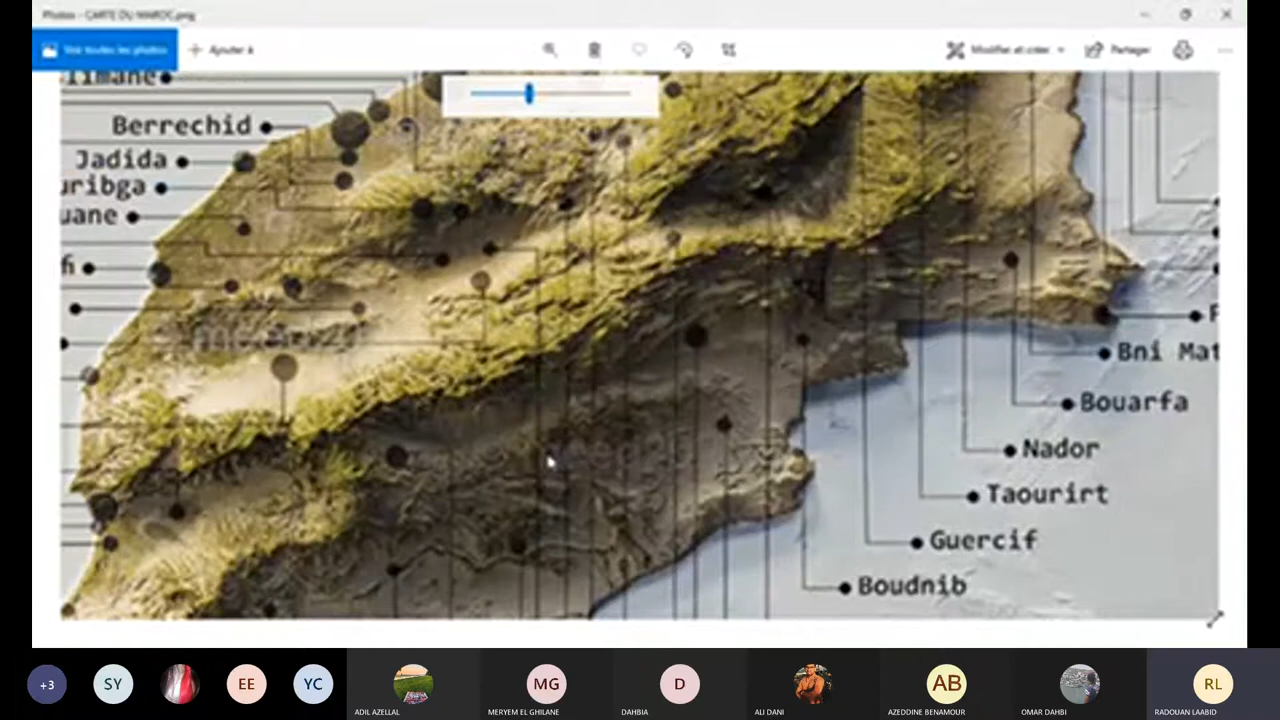 Photos - CARTE DU MAROC.png
Voir toutes les photos
Ajouter à
Modifier et créer
Partager
limane
Berrechid
Jadida
uribga
uane
fi
F
Bni Mat
Bouarfa
Nador
Taourirt
Guercif
Boudnib
+3
SY
EE
YC
MG
D
AB
RL
ADIL AZELLAL
MERYEM EL GHILANE
DAHBIA
ALI DANI
AZEDDINE BENAMOUR
OMAR DAHBI
RADOUAN LAABID